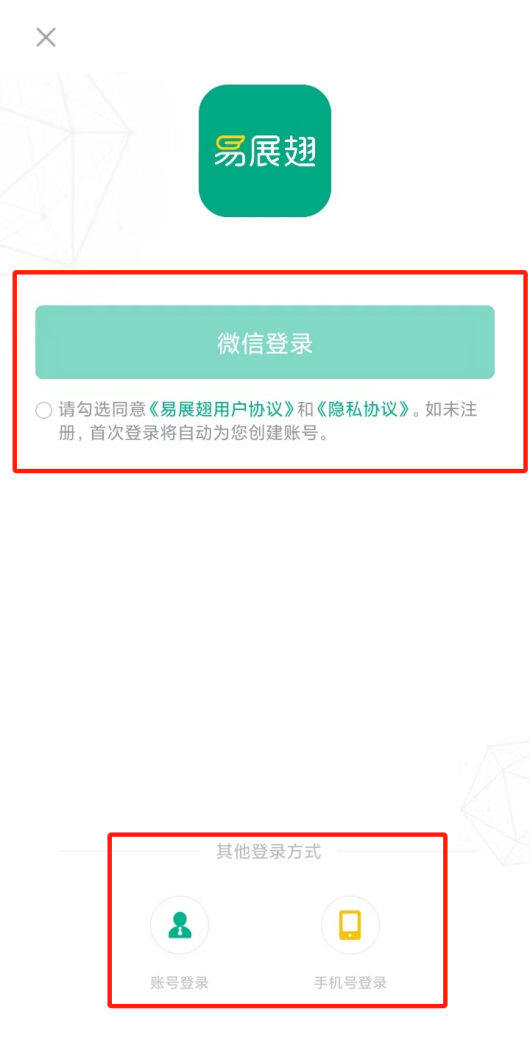 易展翅
微信登录
请勾选同意《易展翅用户协议》和《隐私协议》。如未注
册，首次登录将自动为您创建账号。
其他登录方式
账号登录
手机号登录